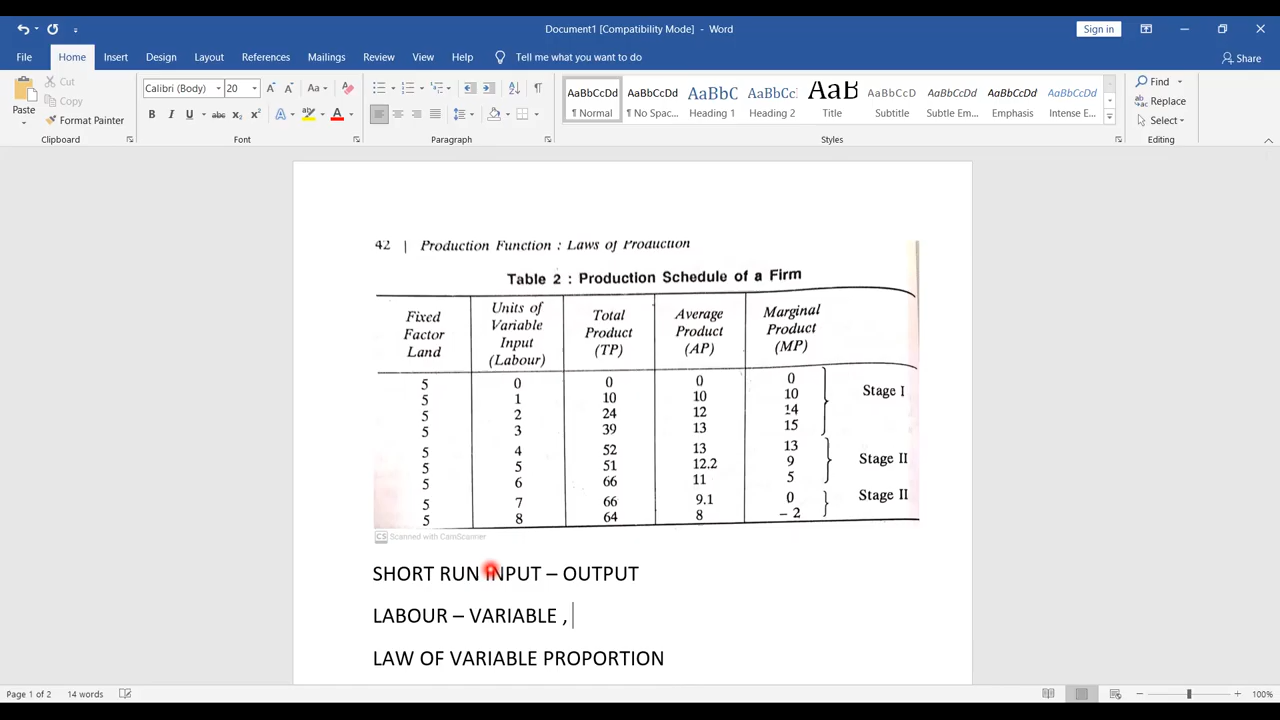 Document1 [Compatibility Mode] - Word
Sign in
File Home Insert Design Layout References Mailings Review View Help Tell me what you want to do Share
Paste
Cut
Copy
Format Painter
Clipboard
Calibri (Body) 20
Font
Paragraph
AaBbCcDd AaBbCcDd AaBbC AaBbCc AaB AaBbCcDd AaBbCcDd AaBbCcDd AaBbCcDd
¶ Normal ¶ No Spac... Heading 1 Heading 2 Title Subtitle Subtle Em... Emphasis Intense E...
Styles
Find
Replace
Select
Editing
42 | Production Function : Laws of Production
Table 2 : Production Schedule of a Firm
Fixed Factor Land Units of Variable Input (Labour) Total Product (TP) Average Product (AP) Marginal Product (MP)
5 0 0 0 0
5 1 10 10 10 Stage I
5 2 24 12 14
5 3 39 13 15
5 4 52 13 13
5 5 51 12.2 9 Stage II
5 6 66 11 5
5 7 66 9.1 0 Stage II
5 8 64 8 – 2
CS Scanned with CamScanner
SHORT RUN INPUT – OUTPUT
LABOUR – VARIABLE ,
LAW OF VARIABLE PROPORTION
Page 1 of 2 14 words 100%